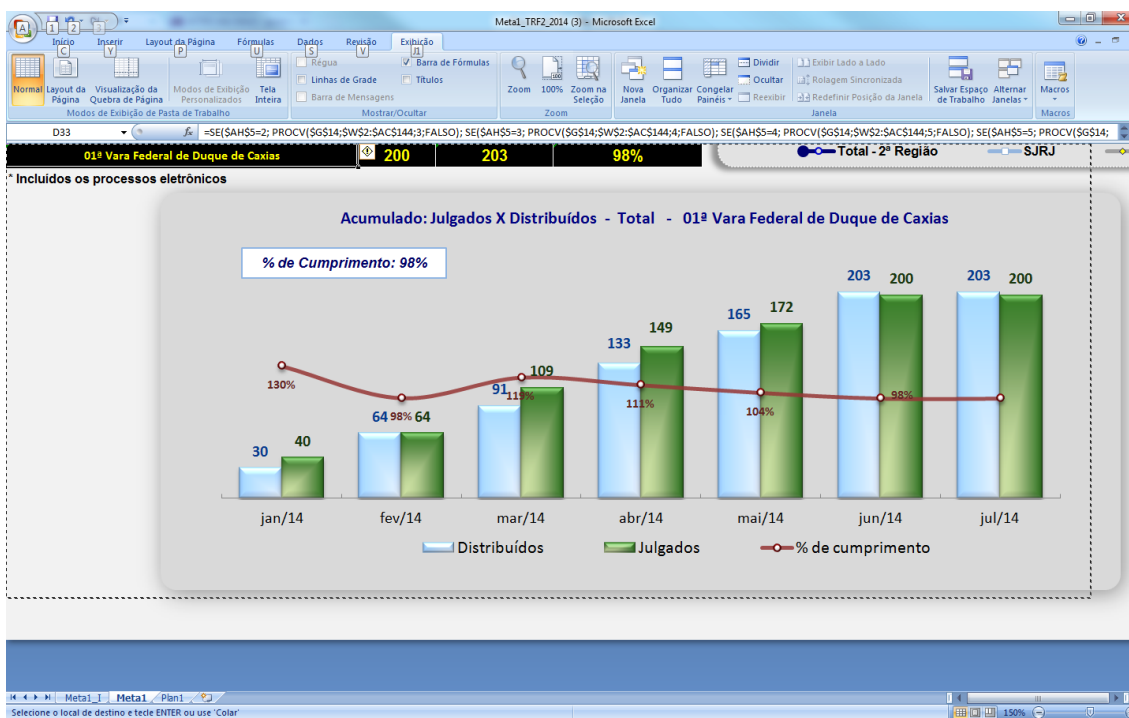 Meta1_TRF2_2014 (3) - Microsoft Excel
A 1 2 3
Início Inserir Layout da Página Fórmulas Dados Revisão Exibição
C Y P U S V J1
Normal Layout da Página Visualização da Quebra de Página Modos de Exibição Personalizados Tela Inteira
Régua Barra de Fórmulas
Linhas de Grade Títulos
Barra de Mensagens
Zoom 100% Zoom na Seleção
Nova Janela Organizar Tudo Congelar Painéis
Dividir Exibir Lado a Lado
Ocultar Rolagem Sincronizada
Reexibir Redefinir Posição da Janela
Salvar Espaço de Trabalho Alternar Janelas Macros
Modos de Exibição de Pasta de Trabalho Mostrar/Ocultar Zoom Janela Macros
D33 fx =SE($AH$5=2; PROCV($G$14;$W$2:$AC$144;3;FALSO); SE($AH$5=3; PROCV($G$14;$W$2:$AC$144;4;FALSO); SE($AH$5=4; PROCV($G$14;$W$2:$AC$144;5;FALSO); SE($AH$5=5; PROCV($G$14;
01ª Vara Federal de Duque de Caxias 200 203 98% Total - 2ª Região SJRJ
* Incluidos os processos eletrônicos
Acumulado: Julgados X Distribuídos - Total - 01ª Vara Federal de Duque de Caxias
% de Cumprimento: 98%
203 200 203 200
165 172
133 149
91 109
64 64
30 40
130% 98% 119% 111% 104% 98%
jan/14 fev/14 mar/14 abr/14 mai/14 jun/14 jul/14
Distribuídos Julgados % de cumprimento
Meta1_I Meta1 Plan1
Selecione o local de destino e tecle ENTER ou use 'Colar' 150%